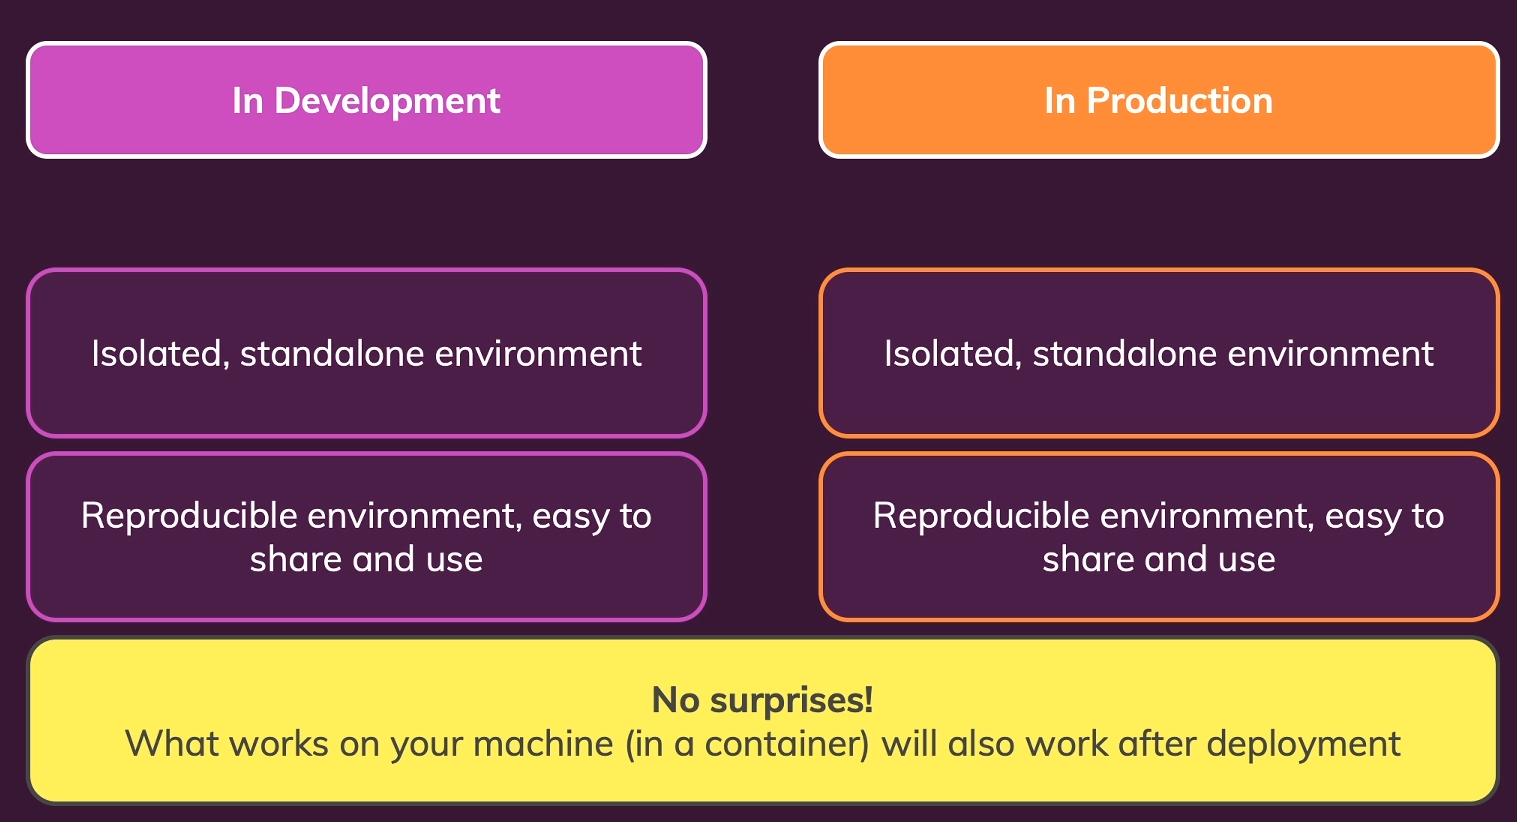 In Development
In Production
Isolated, standalone environment
Isolated, standalone environment
Reproducible environment, easy to
share and use
Reproducible environment, easy to
share and use
No surprises!
What works on your machine (in a container) will also work after deployment